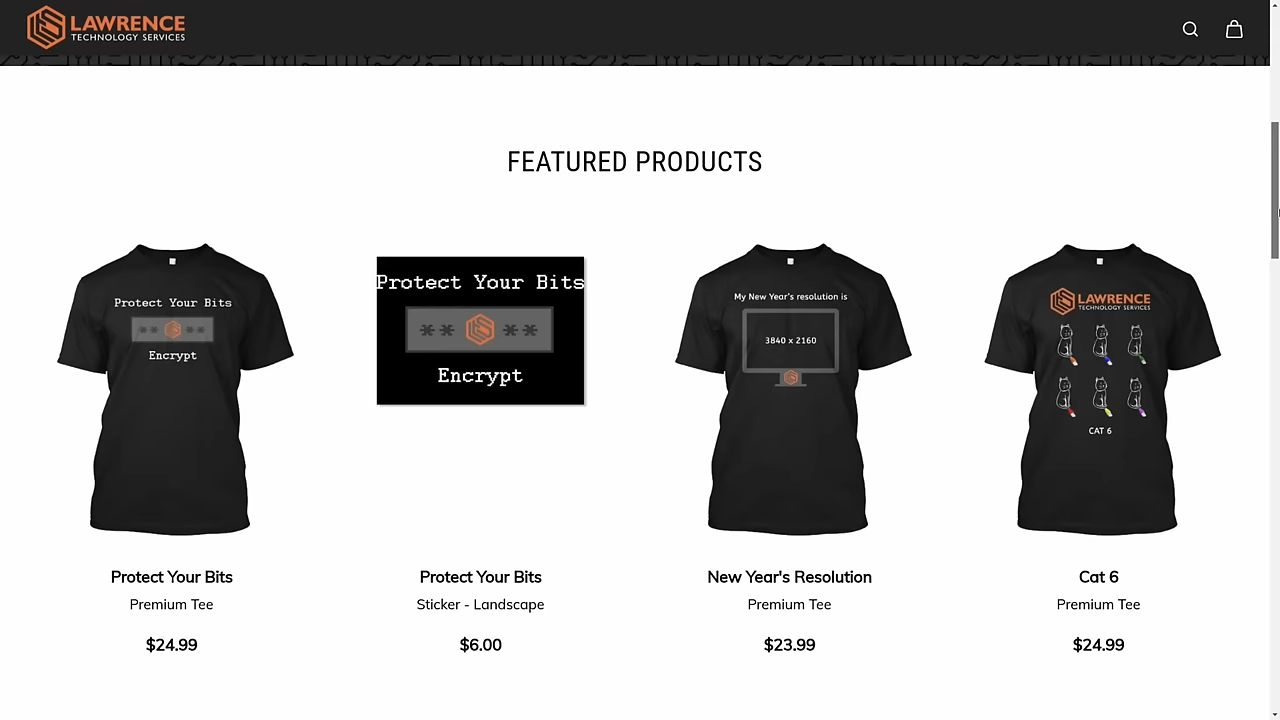 LAWRENCE
TECHNOLOGY SERVICES
FEATURED PRODUCTS
Protect Your Bits
** **
Encrypt
Protect Your Bits
** **
Encrypt
My New Year's resolution is
3840 x 2160
LAWRENCE
TECHNOLOGY SERVICES
CAT 6
Protect Your Bits
Premium Tee
$24.99
Protect Your Bits
Sticker - Landscape
$6.00
New Year's Resolution
Premium Tee
$23.99
Cat 6
Premium Tee
$24.99